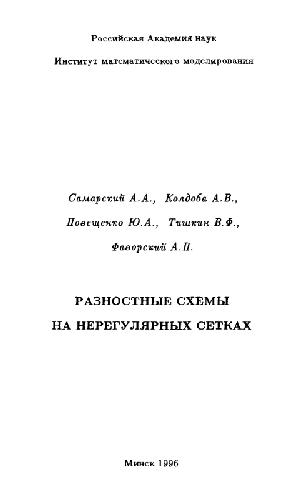 Российская Академия наук
Институт математического моделирования
Самарский А.А., Колдоба А.В.,
Повещенко Ю.А., Тишкин В.Ф.,
Фаворский А.П.
РАЗНОСТНЫЕ СХЕМЫ
НА НЕРЕГУЛЯРНЫХ СЕТКАХ
Минск 1996